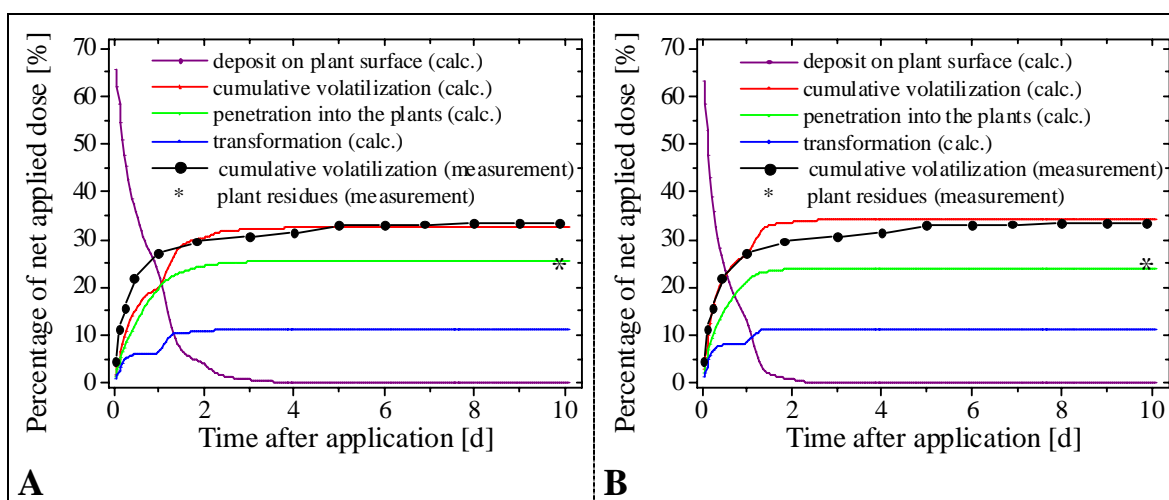 Percentage of net applied dose [%]
70
60
50
40
30
20
10
0
deposit on plant surface (calc.)
cumulative volatilization (calc.)
penetration into the plants (calc.)
transformation (calc.)
cumulative volatilization (measurement)
* plant residues (measurement)
*
0 2 4 6 8 10
Time after application [d]
A
Percentage of net applied dose [%]
70
60
50
40
30
20
10
0
deposit on plant surface (calc.)
cumulative volatilization (calc.)
penetration into the plants (calc.)
transformation (calc.)
cumulative volatilization (measurement)
* plant residues (measurement)
*
0 2 4 6 8 10
Time after application [d]
B